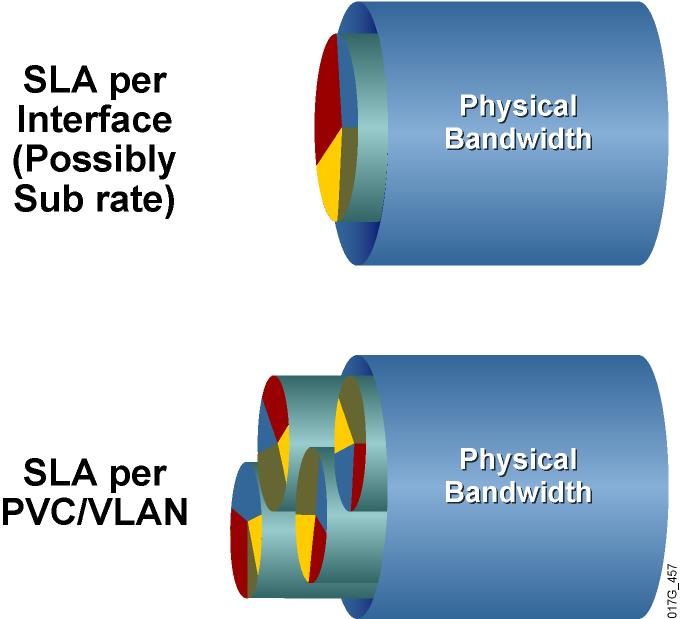 SLA per
Interface
(Possibly
Sub rate)
Physical
Bandwidth
SLA per
PVC/VLAN
Physical
Bandwidth
017G_457